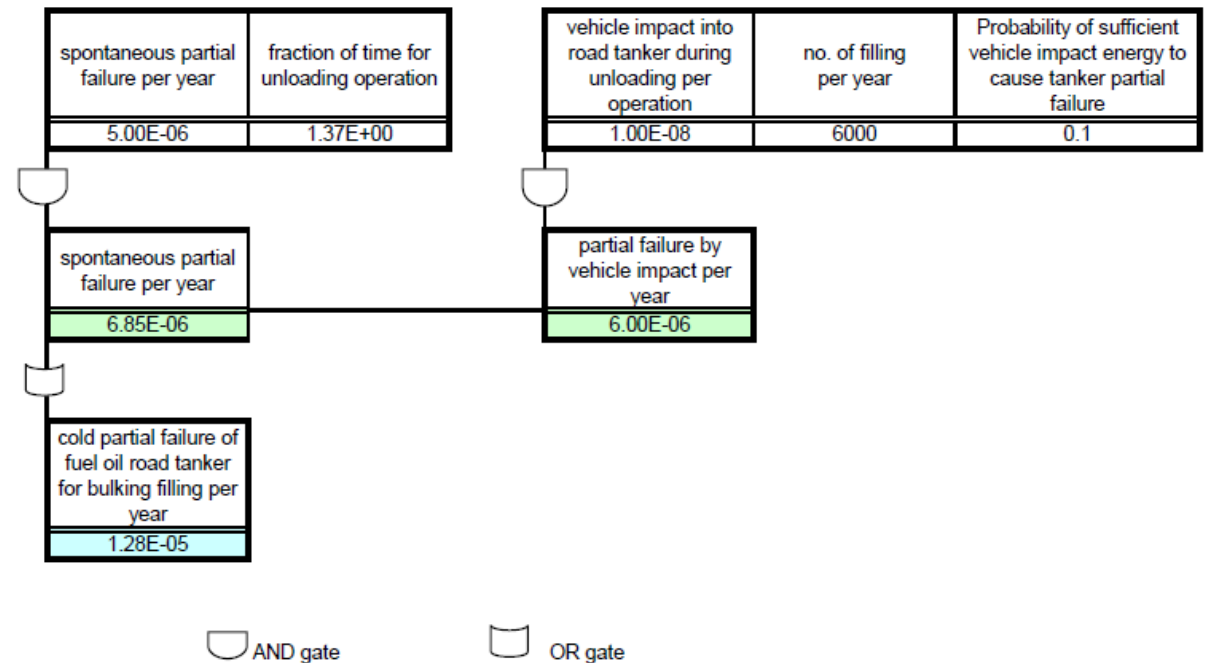 spontaneous partial
failure per year
fraction of time for
unloading operation
5.00E-06
1.37E+00
vehicle impact into
road tanker during
unloading per
operation
no. of filling
per year
Probability of sufficient
vehicle impact energy to
cause tanker partial
failure
1.00E-08
6000
0.1
spontaneous partial
failure per year
6.85E-06
partial failure by
vehicle impact per
year
6.00E-06
cold partial failure of
fuel oil road tanker
for bulking filling per
year
1.28E-05
AND gate
OR gate